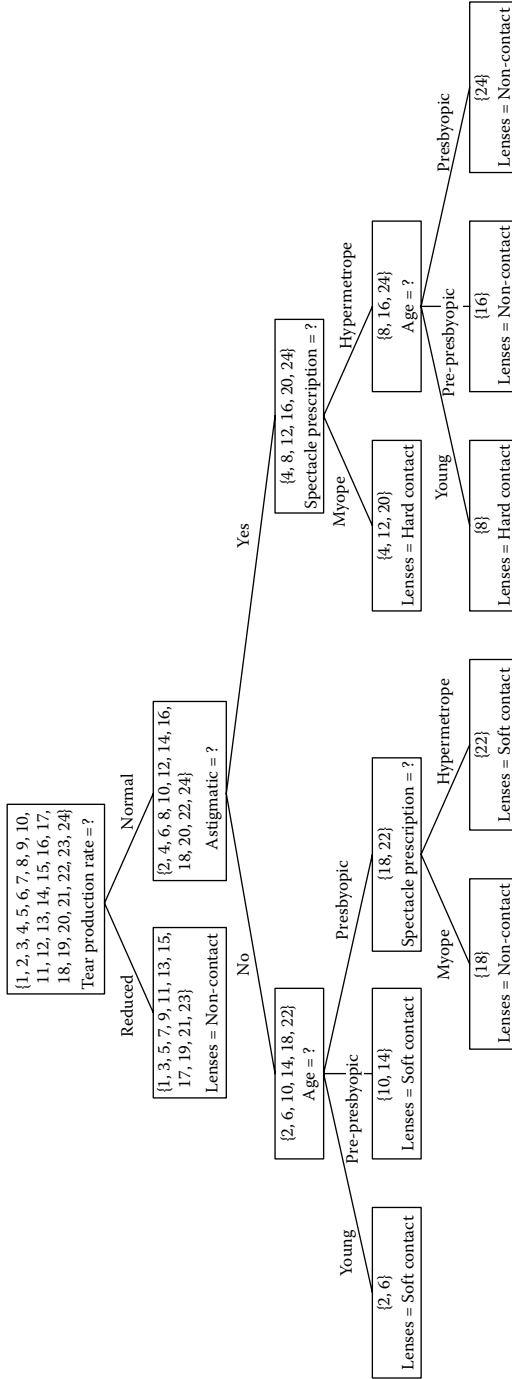 {1, 2, 3, 4, 5, 6, 7, 8, 9, 10,
11, 12, 13, 14, 15, 16, 17,
18, 19, 20, 21, 22, 23, 24}
Tear production rate = ?
Reduced
Normal
{1, 3, 5, 7, 9, 11, 13, 15,
17, 19, 21, 23}
Lenses = Non-contact
{2, 4, 6, 8, 10, 12, 14, 16,
18, 20, 22, 24}
Astigmatic = ?
No
Yes
{2, 6, 10, 14, 18, 22}
Age = ?
{4, 8, 12, 16, 20, 24}
Spectacle prescription = ?
Young
Pre-presbyopic
Presbyopic
Myope
Hypermetrope
{2, 6}
Lenses = Soft contact
{10, 14}
Lenses = Soft contact
{18, 22}
Spectacle prescription = ?
{4, 12, 20}
Lenses = Hard contact
{8, 16, 24}
Age = ?
Myope
Hypermetrope
Young
Pre-presbyopic
Presbyopic
{18}
Lenses = Non-contact
{22}
Lenses = Soft contact
{8}
Lenses = Hard contact
{16}
Lenses = Non-contact
{24}
Lenses = Non-contact